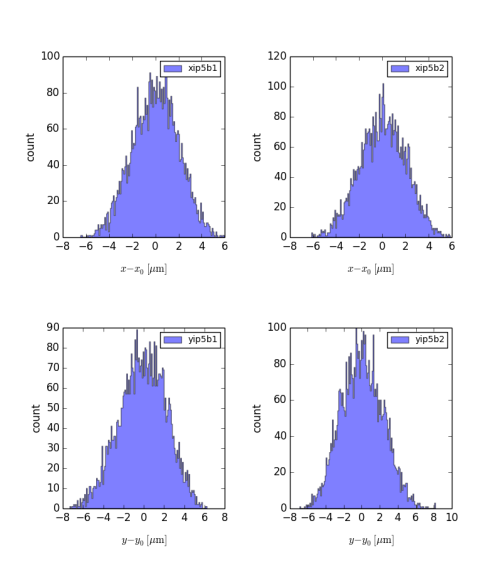 xip5b1
count
100
80
60
40
20
0
−8 −6 −4 −2 0 2 4 6
x−x₀ [μm]
xip5b2
count
120
100
80
60
40
20
0
−8 −6 −4 −2 0 2 4 6
x−x₀ [μm]
yip5b1
count
90
80
70
60
50
40
30
20
10
0
−8 −6 −4 −2 0 2 4 6 8
y−y₀ [μm]
yip5b2
count
100
80
60
40
20
0
−8 −6 −4 −2 0 2 4 6 8 10
y−y₀ [μm]